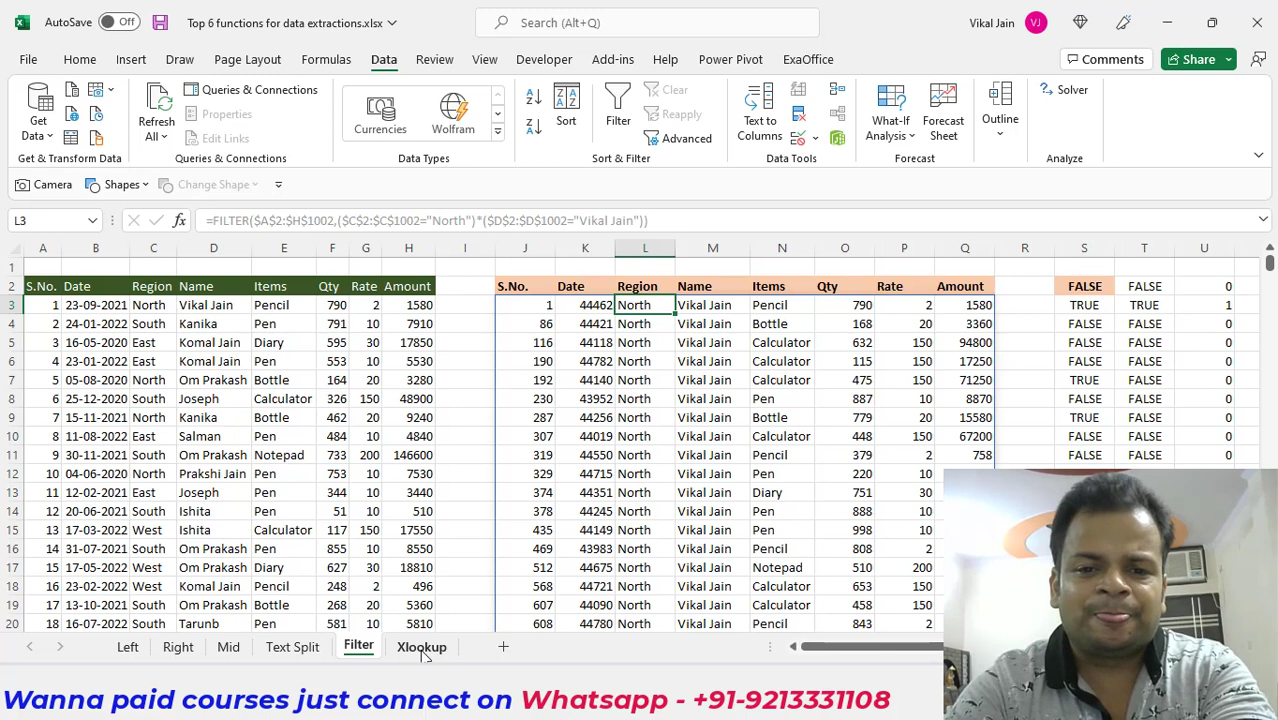 AutoSave Off Top 6 functions for data extractions.xlsx Search (Alt+Q) Vikal Jain VJ
File Home Insert Draw Page Layout Formulas Data Review View Developer Add-ins Help Power Pivot ExaOffice Comments Share
Get Data Refresh All Queries & Connections Properties Edit Links Currencies Wolfram Sort Filter Clear Reapply Advanced Text to Columns What-If Analysis Forecast Sheet Outline Solver
Get & Transform Data Queries & Connections Data Types Sort & Filter Data Tools Forecast Analyze
Camera Shapes Change Shape
L3 fx =FILTER($A$2:$H$1002,($C$2:$C$1002="North")*($D$2:$D$1002="Vikal Jain"))
A B C D E F G H I J K L M N O P Q R S T U
1
2 S.No. Date Region Name Items Qty Rate Amount S.No. Date Region Name Items Qty Rate Amount FALSE FALSE 0
3 1 23-09-2021 North Vikal Jain Pencil 790 2 1580 1 44462 North Vikal Jain Pencil 790 2 1580 TRUE TRUE 1
4 2 24-01-2022 South Kanika Pen 791 10 7910 86 44421 North Vikal Jain Bottle 168 20 3360 FALSE FALSE 0
5 3 16-05-2020 East Komal Jain Diary 595 30 17850 116 44118 North Vikal Jain Calculator 632 150 94800 FALSE FALSE 0
6 4 23-01-2022 East Komal Jain Pen 553 10 5530 190 44782 North Vikal Jain Calculator 115 150 17250 FALSE FALSE 0
7 5 05-08-2020 North Om Prakash Bottle 164 20 3280 192 44140 North Vikal Jain Calculator 475 150 71250 TRUE FALSE 0
8 6 25-12-2020 South Joseph Calculator 326 150 48900 230 43952 North Vikal Jain Pen 887 10 8870 FALSE FALSE 0
9 7 15-11-2021 North Kanika Bottle 462 20 9240 287 44256 North Vikal Jain Bottle 779 20 15580 TRUE FALSE 0
10 8 11-08-2022 East Salman Pen 484 10 4840 307 44019 North Vikal Jain Calculator 448 150 67200 FALSE FALSE 0
11 9 30-11-2021 South Om Prakash Notepad 733 200 146600 319 44550 North Vikal Jain Pencil 379 2 758 FALSE FALSE 0
12 10 04-06-2020 North Prakshi Jain Pen 753 10 7530 329 44715 North Vikal Jain Pen 220 10
13 11 12-02-2021 East Joseph Pen 344 10 3440 374 44351 North Vikal Jain Diary 751 30
14 12 20-06-2021 South Ishita Pen 51 10 510 378 44245 North Vikal Jain Pen 888 10
15 13 17-03-2022 West Ishita Calculator 117 150 17550 435 44149 North Vikal Jain Pen 998 10
16 14 31-07-2021 South Om Prakash Pen 855 10 8550 469 43983 North Vikal Jain Pencil 808 2
17 15 17-05-2022 West Om Prakash Diary 627 30 18810 512 44675 North Vikal Jain Notepad 510 200
18 16 23-02-2022 West Komal Jain Pencil 248 2 496 568 44721 North Vikal Jain Calculator 653 150
19 17 13-10-2021 South Om Prakash Bottle 268 20 5360 607 44090 North Vikal Jain Calculator 458 150
20 18 16-07-2022 South Tarunb Pen 581 10 5810 608 44780 North Vikal Jain Pencil 843 2
Left Right Mid Text Split Filter Xlookup
Wanna paid courses just connect on Whatsapp - +91-9213331108